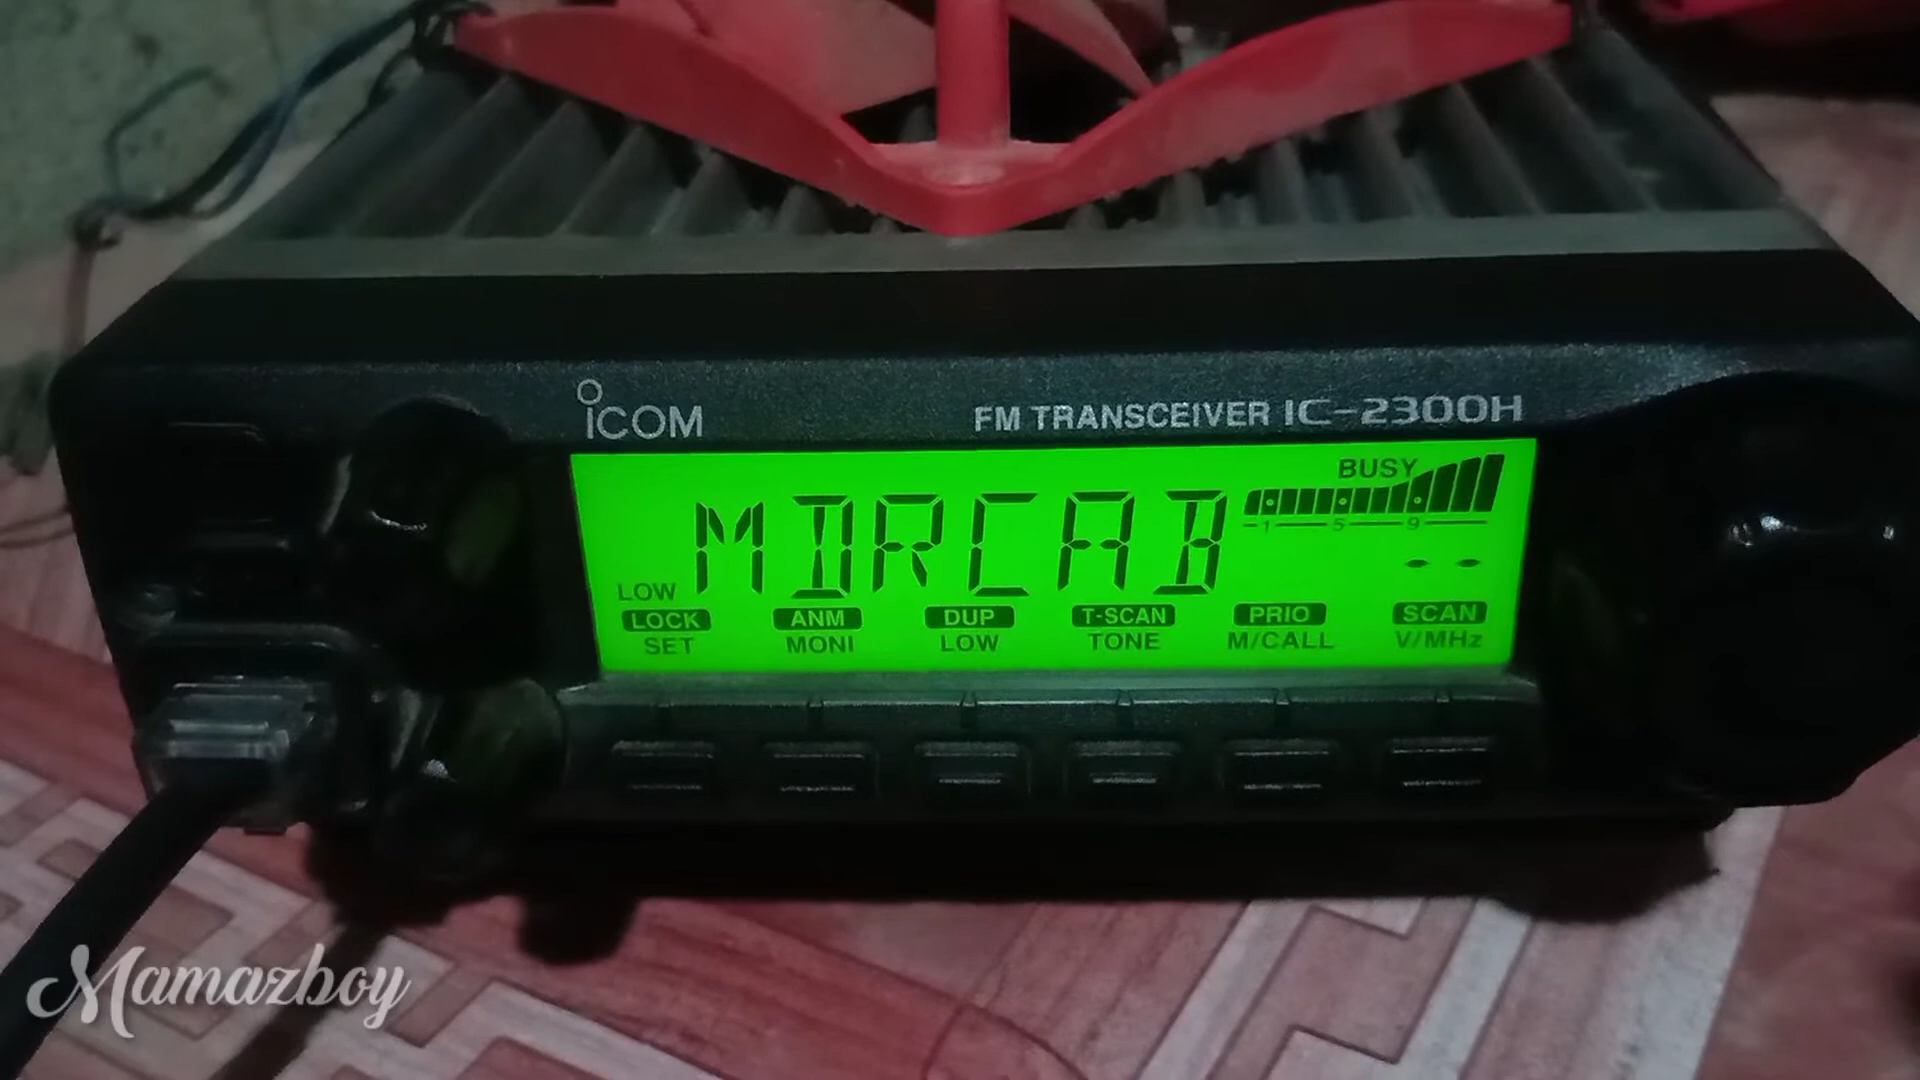 ICOM
FM TRANSCEIVER IC-2300H
BUSY
1 5 9
MDRCAB
--
LOW
LOCK ANM DUP T-SCAN PRIO SCAN
SET MONI LOW TONE M/CALL V/MHz
Mamazboy